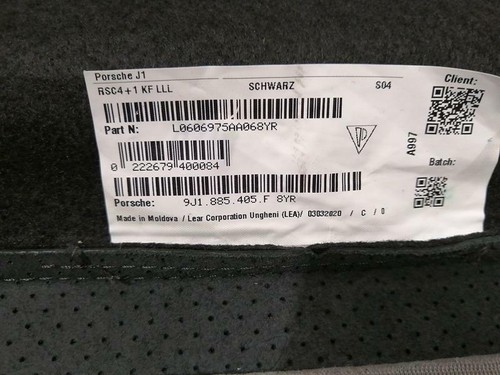 Porsche J1
RSC4+1 KF LLL SCHWARZ S04
Client:
Part N: L0606975AA068YR
A997
0 222679 400084
Batch:
Porsche: 9J1.885.405.F 8YR
Made in Moldova / Lear Corporation Ungheni (LEA)/ 03032020 / C / 0